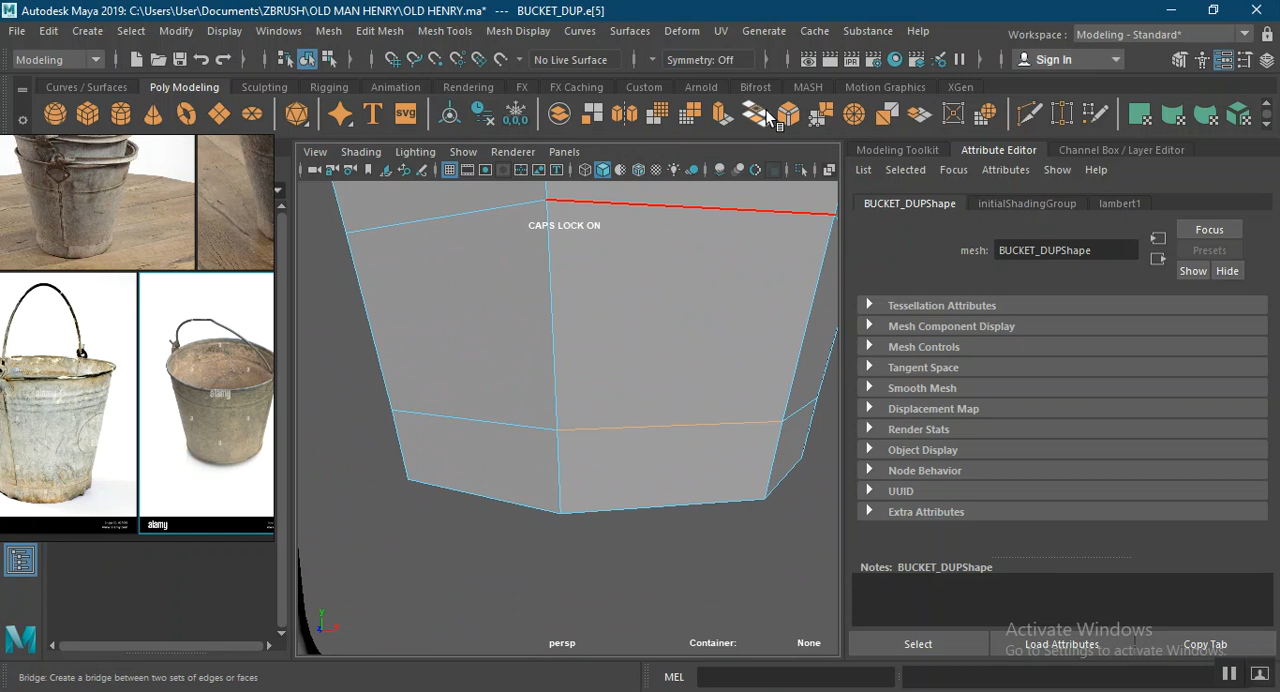 Autodesk Maya 2019: C:\Users\User\Documents\ZBRUSH\OLD MAN HENRY\OLD HENRY.ma* --- BUCKET_DUP.e[5]
File Edit Create Select Modify Display Windows Mesh Edit Mesh Mesh Tools Mesh Display Curves Surfaces Deform UV Generate Cache Substance Help Workspace : Modeling - Standard*
Modeling No Live Surface Symmetry: Off Sign In
Curves / Surfaces Poly Modeling Sculpting Rigging Animation Rendering FX FX Caching Custom Arnold Bifrost MASH Motion Graphics XGen
T SVG 0,0,0
View Shading Lighting Show Renderer Panels
Modeling Toolkit Attribute Editor Channel Box / Layer Editor
List Selected Focus Attributes Show Help
BUCKET_DUPShape initialShadingGroup lambert1
CAPS LOCK ON
mesh: BUCKET_DUPShape
Focus
Presets
Show Hide
Tessellation Attributes
Mesh Component Display
Mesh Controls
Tangent Space
Smooth Mesh
Displacement Map
Render Stats
Object Display
Node Behavior
UUID
Extra Attributes
Notes: BUCKET_DUPShape
alamy
alamy
y
persp Container: None
Select Load Attributes Copy Tab
Activate Windows
Go to Settings to activate Windows.
Bridge: Create a bridge between two sets of edges or faces
MEL